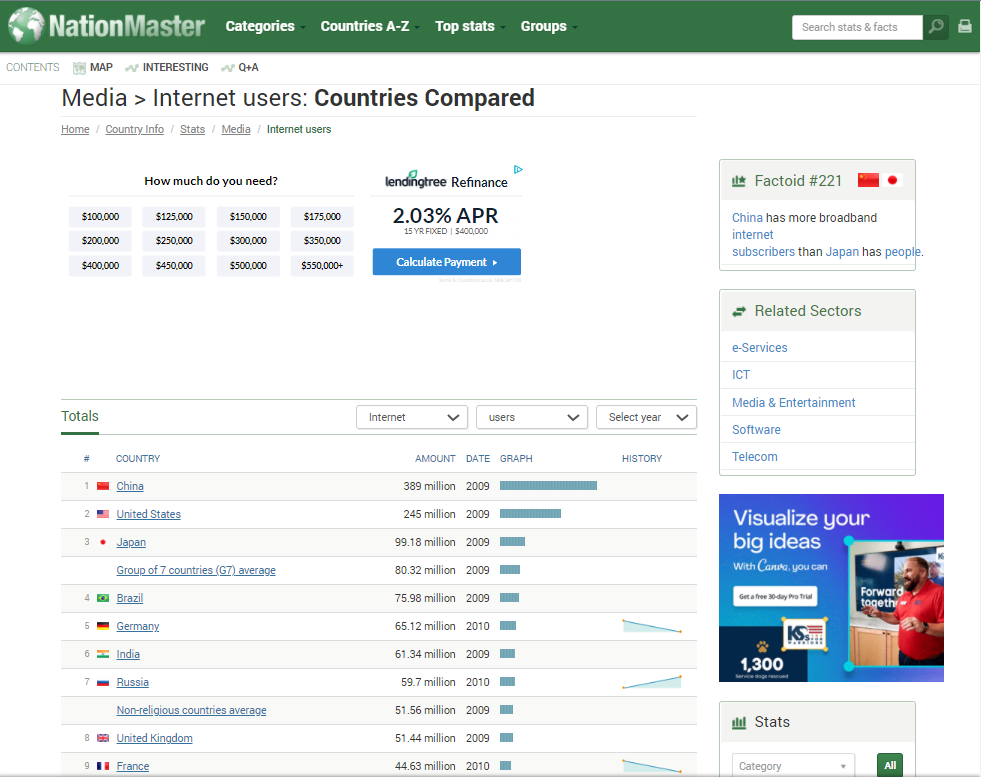 NationMaster
Categories Countries A-Z Top stats Groups
Search stats & facts
CONTENTS MAP INTERESTING Q+A
Media > Internet users: Countries Compared
Home / Country Info / Stats / Media / Internet users
How much do you need?
$100,000 $125,000 $150,000 $175,000
$200,000 $250,000 $300,000 $350,000
$400,000 $450,000 $500,000 $550,000+
lendingtree Refinance
2.03% APR
15 YR FIXED | $400,000
Calculate Payment
Totals
Internet users Select year
# COUNTRY AMOUNT DATE GRAPH HISTORY
1 China 389 million 2009
2 United States 245 million 2009
3 Japan 99.18 million 2009
Group of 7 countries (G7) average 80.32 million 2009
4 Brazil 75.98 million 2009
5 Germany 65.12 million 2010
6 India 61.34 million 2009
7 Russia 59.7 million 2010
Non-religious countries average 51.56 million 2009
8 United Kingdom 51.44 million 2009
9 France 44.63 million 2010
Factoid #221
China has more broadband
internet
subscribers than Japan has people.
Related Sectors
e-Services
ICT
Media & Entertainment
Software
Telecom
Visualize your
big ideas
With Canva, you can
Get a free 30-day Pro Trial
Forward
together
K9s
WARRIORS
1,300
Service dogs rescued
Stats
Category All